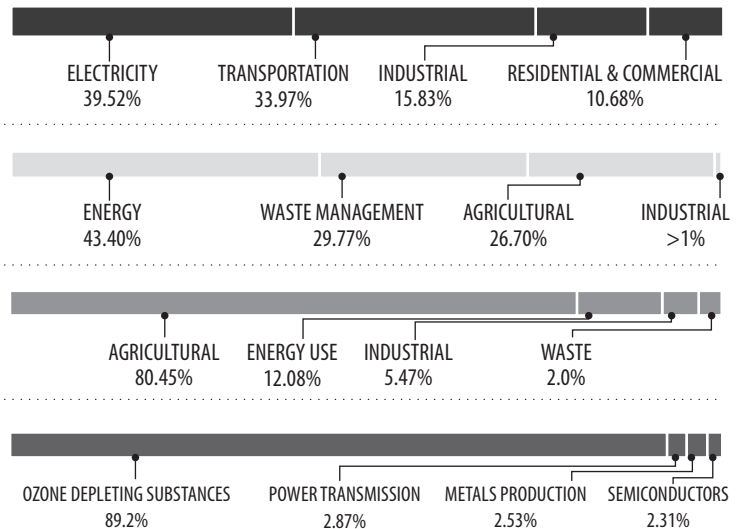 ELECTRICITY TRANSPORTATION INDUSTRIAL RESIDENTIAL & COMMERCIAL
39.52% 33.97% 15.83% 10.68%
ENERGY WASTE MANAGEMENT AGRICULTURAL INDUSTRIAL
43.40% 29.77% 26.70% >1%
AGRICULTURAL ENERGY USE INDUSTRIAL WASTE
80.45% 12.08% 5.47% 2.0%
OZONE DEPLETING SUBSTANCES POWER TRANSMISSION METALS PRODUCTION SEMICONDUCTORS
89.2% 2.87% 2.53% 2.31%